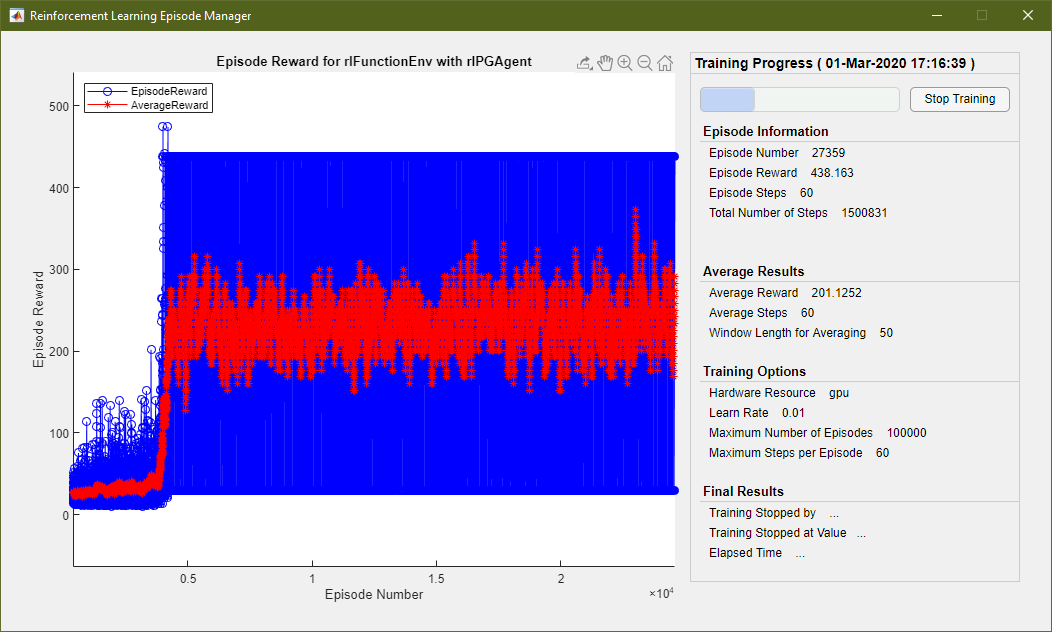 Reinforcement Learning Episode Manager
Episode Reward for rlFunctionEnv with rlPGAgent
EpisodeReward
AverageReward
Episode Reward
500
400
300
200
100
0
0.5
1
1.5
2
×10⁴
Episode Number
Training Progress ( 01-Mar-2020 17:16:39 )
Stop Training
Episode Information
Episode Number 27359
Episode Reward 438.163
Episode Steps 60
Total Number of Steps 1500831
Average Results
Average Reward 201.1252
Average Steps 60
Window Length for Averaging 50
Training Options
Hardware Resource gpu
Learn Rate 0.01
Maximum Number of Episodes 100000
Maximum Steps per Episode 60
Final Results
Training Stopped by ...
Training Stopped at Value ...
Elapsed Time ...